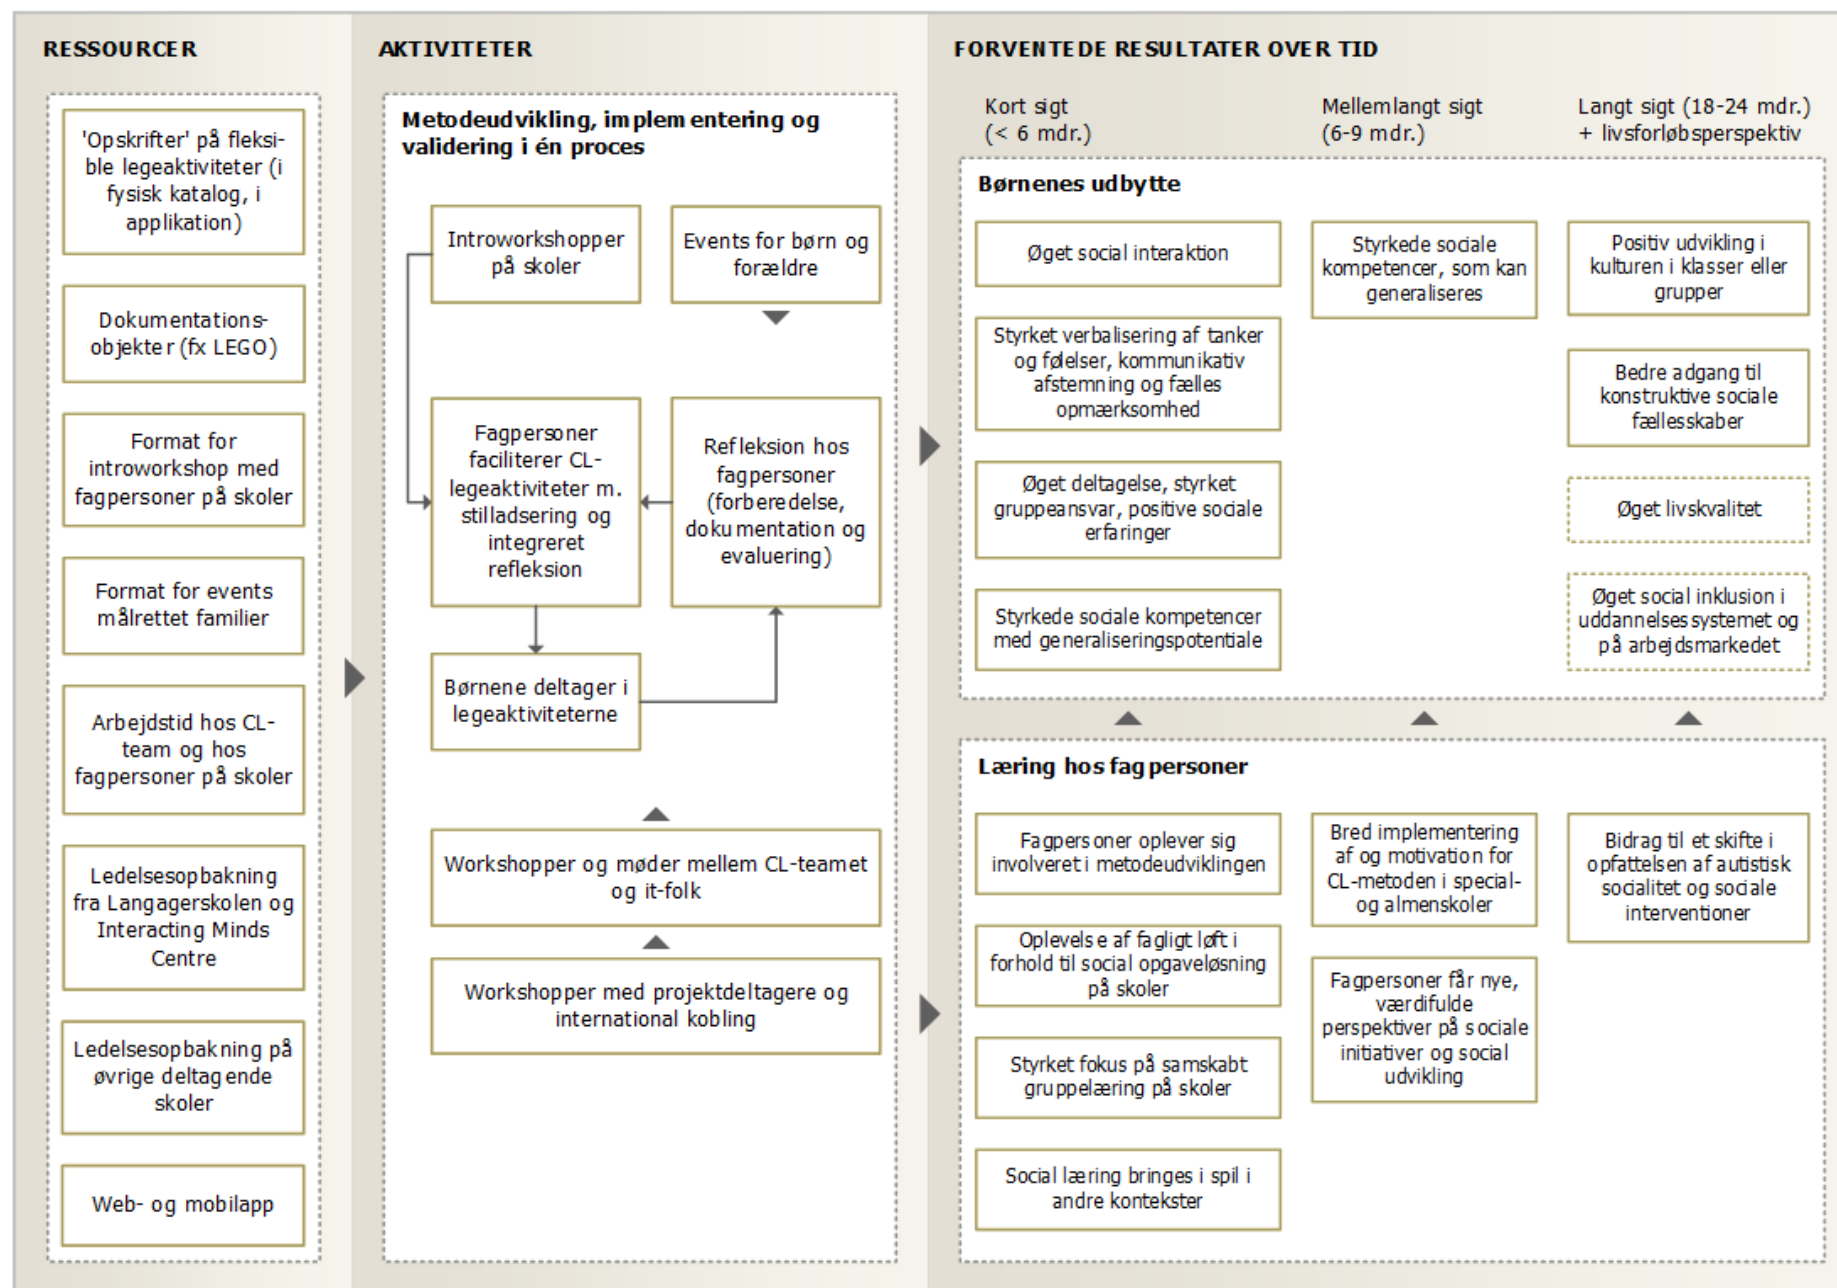 RESSOURCER
'Opskrifter' på fleksi-
ble legeaktiviteter (i
fysisk katalog, i
applikation)
Dokumentations-
objekter (fx LEGO)
Format for
introworkshop med
fagpersoner på skoler
Format for events
målrettet familier
Arbejdstid hos CL-
team og hos
fagpersoner på skoler
Ledelsesopbakning
fra Langagerskolen og
Interacting Minds
Centre
Ledelsesopbakning på
øvrige deltagende
skoler
Web- og mobilapp
AKTIVITETER
Metodeudvikling, implementering og
validering i én proces
Introworkshopper
på skoler
Events for børn og
forældre
Fagpersoner
faciliterer CL-
legeaktiviteter m.
stilladsering og
integreret
refleksion
Refleksion hos
fagpersoner
(forberedelse,
dokumentation og
evaluering)
Børnene deltager i
legeaktiviteterne
Workshopper og møder mellem CL-teamet
og it-folk
Workshopper med projektdeltagere og
international kobling
FORVENTEDE RESULTATER OVER TID
Kort sigt
(< 6 mdr.)
Mellemlangt sigt
(6-9 mdr.)
Langt sigt (18-24 mdr.)
+ livsforløbsperspektiv
Børnenes udbytte
Øget social interaktion
Styrket verbalisering af tanker
og følelser, kommunikativ
afstemning og fælles
opmærksomhed
Øget deltagelse, styrket
gruppeansvar, positive sociale
erfaringer
Styrkede sociale kompetencer
med generaliseringspotentiale
Styrkede sociale
kompetencer, som kan
generaliseres
Positiv udvikling i
kulturen i klasser eller
grupper
Bedre adgang til
konstruktive sociale
fællesskaber
Øget livskvalitet
Øget social inklusion i
uddannelsessystemet og
på arbejdsmarkedet
Læring hos fagpersoner
Fagpersoner oplever sig
involveret i metodeudviklingen
Oplevelse af fagligt løft i
forhold til social opgaveløsning
på skoler
Styrket fokus på samskabt
gruppelæring på skoler
Social læring bringes i spil i
andre kontekster
Bred implementering
af og motivation for
CL-metoden i special-
og almenskoler
Fagpersoner får nye,
værdifulde
perspektiver på sociale
initiativer og social
udvikling
Bidrag til et skifte i
opfattelsen af autistisk
socialitet og sociale
interventioner